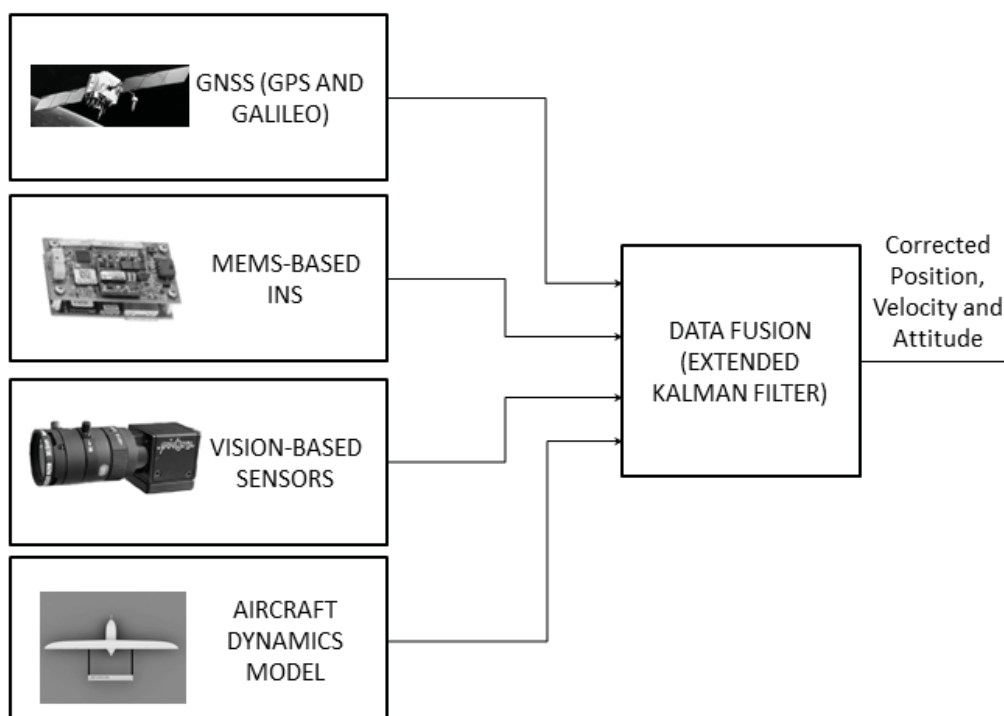 GNSS (GPS AND
GALILEO)
MEMS-BASED
INS
VISION-BASED
SENSORS
AIRCRAFT
DYNAMICS
MODEL
DATA FUSION
(EXTENDED
KALMAN FILTER)
Corrected
Position,
Velocity and
Attitude